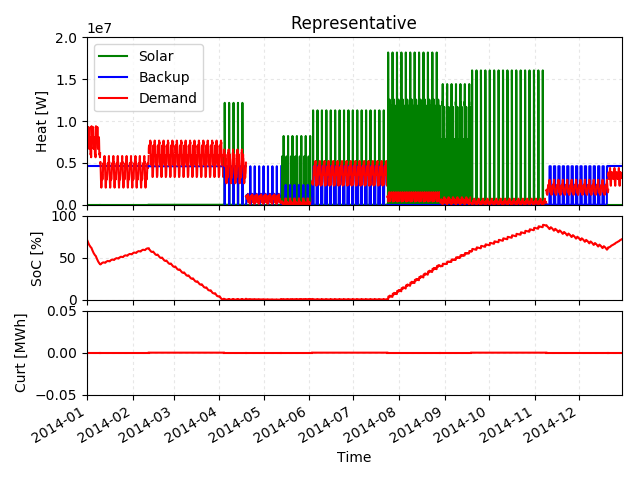 Representative
1e7
2.0
1.5
1.0
0.5
0.0
Heat [W]
Solar
Backup
Demand
100
50
0
SoC [%]
0.05
0.00
−0.05
Curt [MWh]
2014-01
2014-02
2014-03
2014-04
2014-05
2014-06
2014-07
2014-08
2014-09
2014-10
2014-11
2014-12
Time